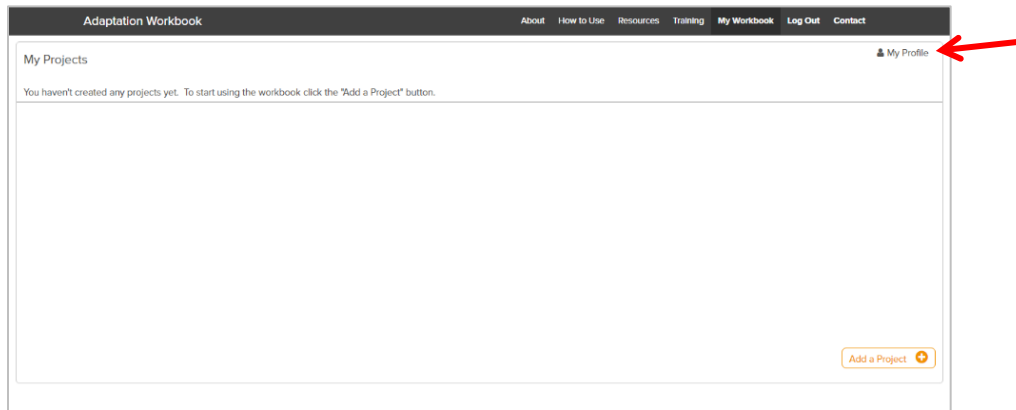 Adaptation Workbook About How to Use Resources Training My Workbook Log Out Contact
My Profile
My Projects
You haven't created any projects yet. To start using the workbook click the "Add a Project" button.
Add a Project